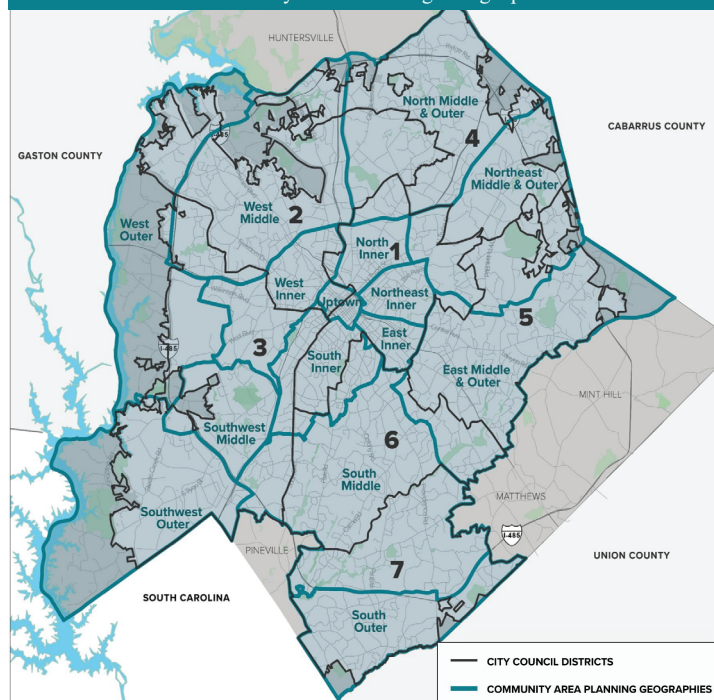 HUNTERSVILLE
North Middle
& Outer
4
CABARRUS COUNTY
I-485
GASTON COUNTY
Northeast
Middle & Outer
West
Middle
2
West
Outer
North
Inner
1
West
Inner
Uptown
Northeast
Inner
5
3
East
Inner
I-485
South
Inner
East Middle
& Outer
MINT HILL
Southwest
Middle
6
South
Middle
MATTHEWS
Southwest
Outer
I-485
PINEVILLE
UNION COUNTY
7
SOUTH CAROLINA
South
Outer
CITY COUNCIL DISTRICTS
COMMUNITY AREA PLANNING GEOGRAPHIES